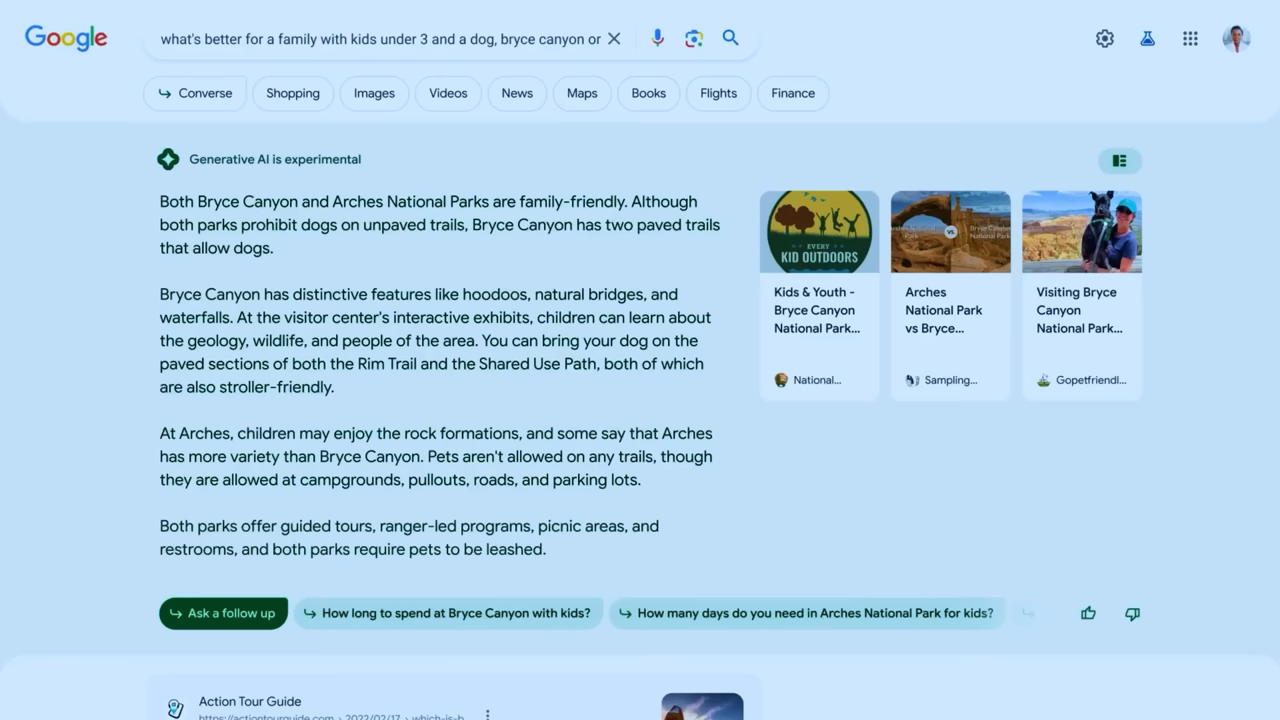 Google
what's better for a family with kids under 3 and a dog, bryce canyon or
Converse
Shopping
Images
Videos
News
Maps
Books
Flights
Finance
Generative AI is experimental
Both Bryce Canyon and Arches National Parks are family-friendly. Although
both parks prohibit dogs on unpaved trails, Bryce Canyon has two paved trails
that allow dogs.
Bryce Canyon has distinctive features like hoodoos, natural bridges, and
waterfalls. At the visitor center's interactive exhibits, children can learn about
the geology, wildlife, and people of the area. You can bring your dog on the
paved sections of both the Rim Trail and the Shared Use Path, both of which
are also stroller-friendly.
At Arches, children may enjoy the rock formations, and some say that Arches
has more variety than Bryce Canyon. Pets aren't allowed on any trails, though
they are allowed at campgrounds, pullouts, roads, and parking lots.
Both parks offer guided tours, ranger-led programs, picnic areas, and
restrooms, and both parks require pets to be leashed.
EVERY
KID OUTDOORS
Kids & Youth -
Bryce Canyon
National Park...
National...
VS
Arches
National Park
vs Bryce...
Sampling...
Visiting Bryce
Canyon
National Park...
Gopetfriendl...
Ask a follow up
How long to spend at Bryce Canyon with kids?
How many days do you need in Arches National Park for kids?
Action Tour Guide
https://actiontourguide.com › 2022/02/17 › which-is-b...